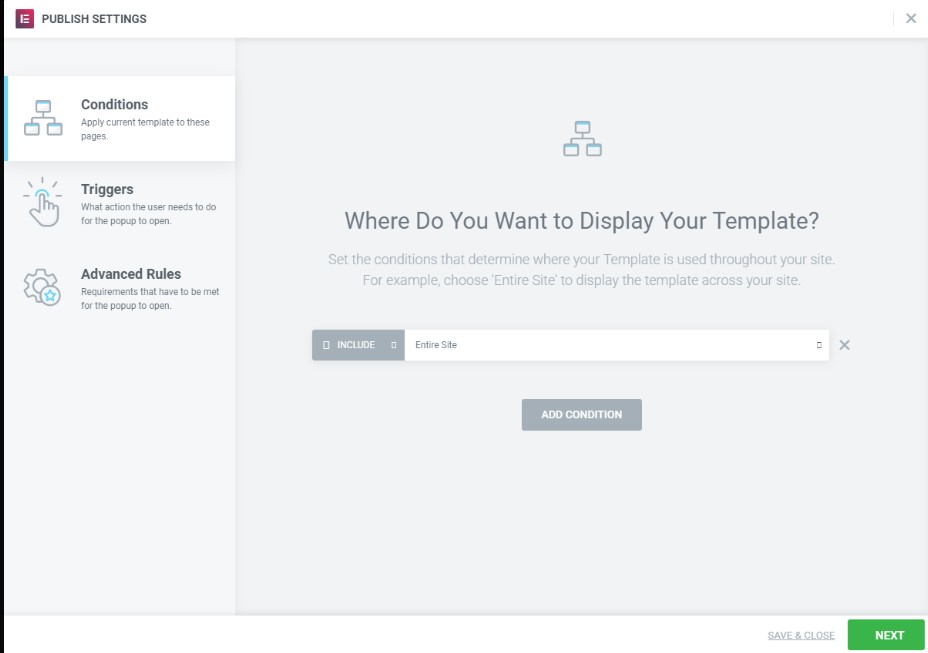 PUBLISH SETTINGS
Conditions
Apply current template to these
pages.
Triggers
What action the user needs to do
for the popup to open.
Advanced Rules
Requirements that have to be met
for the popup to open.
Where Do You Want to Display Your Template?
Set the conditions that determine where your Template is used throughout your site.
For example, choose 'Entire Site' to display the template across your site.
INCLUDE Entire Site
ADD CONDITION
SAVE & CLOSE NEXT